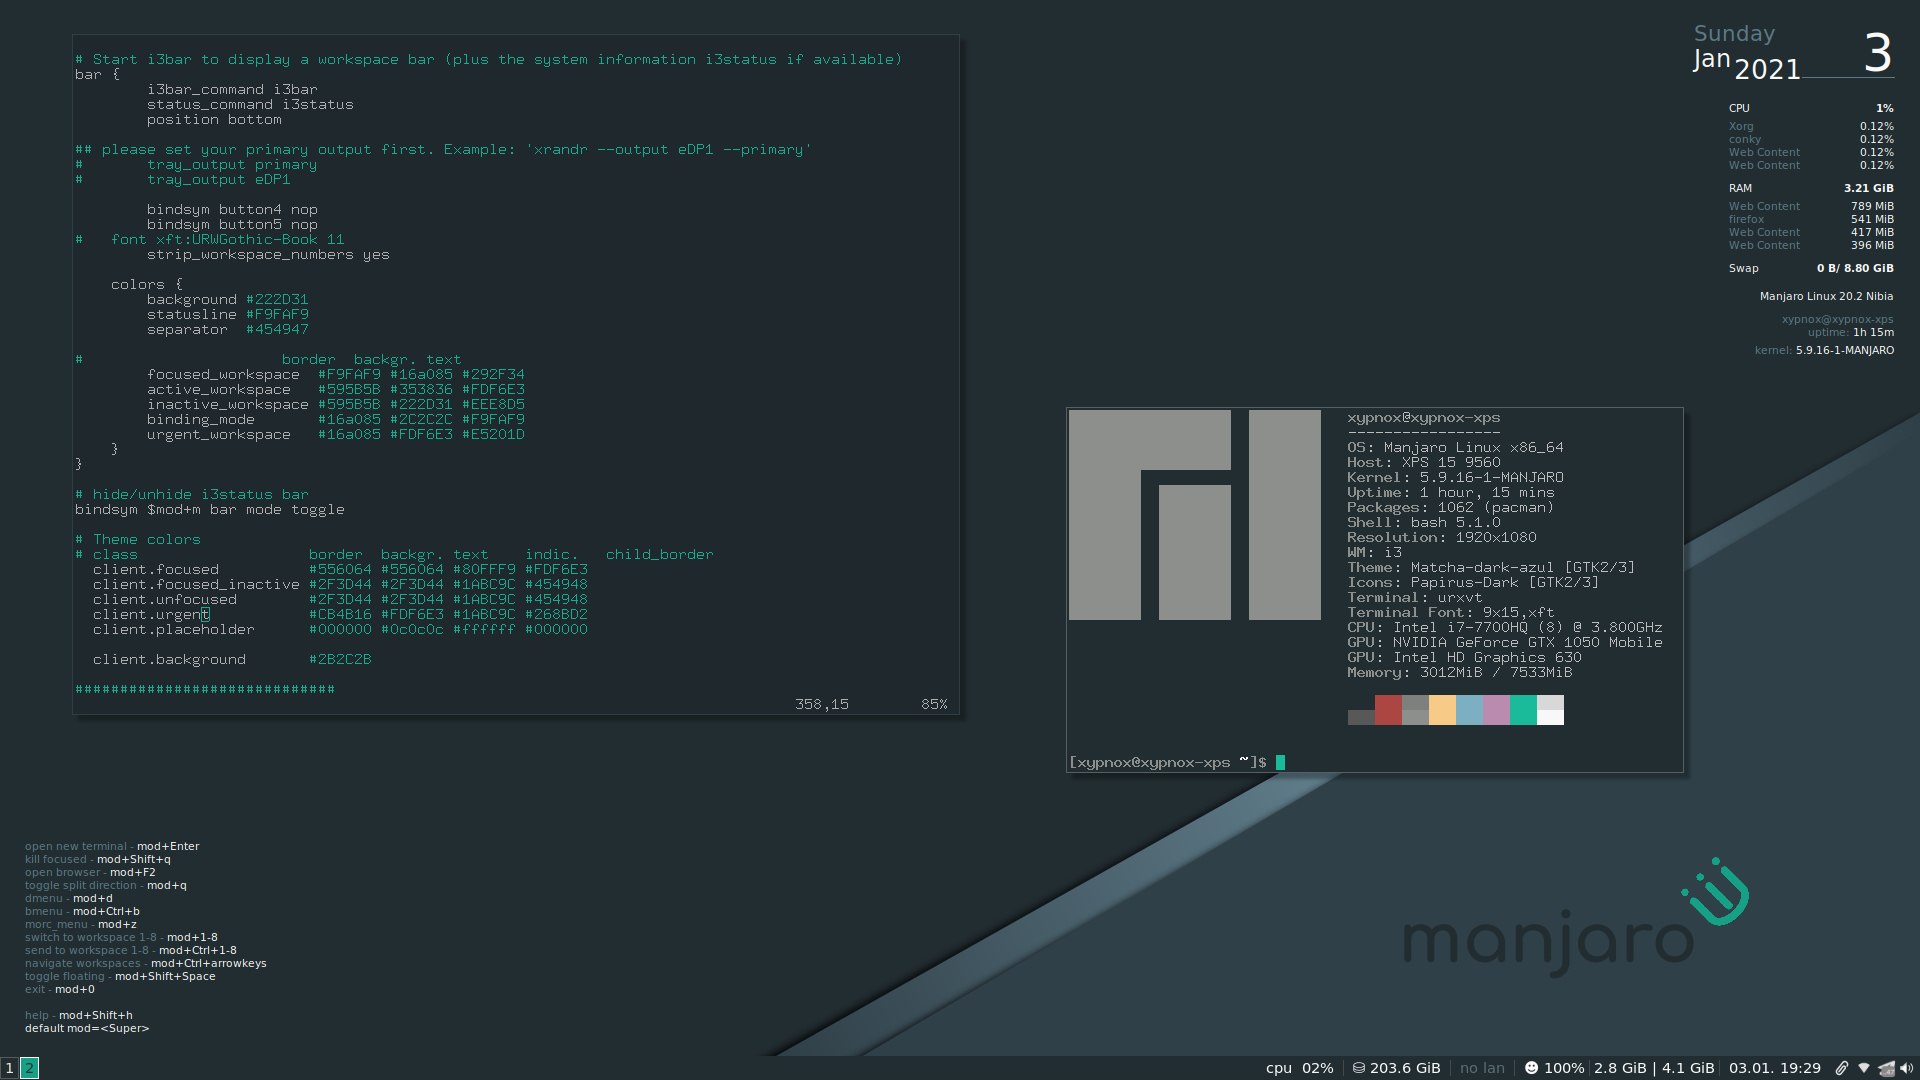 # Start i3bar to display a workspace bar (plus the system information i3status if available)
bar {
        i3bar_command i3bar
        status_command i3status
        position bottom

## please set your primary output first. Example: 'xrandr --output eDP1 --primary'
#       tray_output primary
#       tray_output eDP1

        bindsym button4 nop
        bindsym button5 nop
#   font xft:URWGothic-Book 11
        strip_workspace_numbers yes

    colors {
        background #222D31
        statusline #F9FAF9
        separator  #454947

#                      border  backgr. text
        focused_workspace  #F9FAF9 #16a085 #292F34
        active_workspace   #595B5B #353836 #FDF6E3
        inactive_workspace #595B5B #222D31 #EEE8D5
        binding_mode       #16a085 #2C2C2C #F9FAF9
        urgent_workspace   #16a085 #FDF6E3 #E5201D
    }
}

# hide/unhide i3status bar
bindsym $mod+m bar mode toggle

# Theme colors
# class                   border  backgr. text    indic.   child_border
  client.focused          #556064 #556064 #80FFF9 #FDF6E3
  client.focused_inactive #2F3D44 #2F3D44 #1ABC9C #454948
  client.unfocused        #2F3D44 #2F3D44 #1ABC9C #454948
  client.urgent           #CB4B16 #FDF6E3 #1ABC9C #268BD2
  client.placeholder      #000000 #0c0c0c #ffffff #000000

  client.background       #2B2C2B

#############################
358,15        85%
Sunday
Jan 2021 3
CPU 1%
Xorg 0.12%
conky 0.12%
Web Content 0.12%
Web Content 0.12%
RAM 3.21 GiB
Web Content 789 MiB
firefox 541 MiB
Web Content 417 MiB
Web Content 396 MiB
Swap 0 B/ 8.80 GiB
Manjaro Linux 20.2 Nibia
xypnox@xypnox-xps
uptime: 1h 15m
kernel: 5.9.16-1-MANJARO
xypnox@xypnox-xps
-----------------
OS: Manjaro Linux x86_64
Host: XPS 15 9560
Kernel: 5.9.16-1-MANJARO
Uptime: 1 hour, 15 mins
Packages: 1062 (pacman)
Shell: bash 5.1.0
Resolution: 1920x1080
WM: i3
Theme: Matcha-dark-azul [GTK2/3]
Icons: Papirus-Dark [GTK2/3]
Terminal: urxvt
Terminal Font: 9x15,xft
CPU: Intel i7-7700HQ (8) @ 3.800GHz
GPU: NVIDIA GeForce GTX 1050 Mobile
GPU: Intel HD Graphics 630
Memory: 3012MiB / 7533MiB
[xypnox@xypnox-xps ~]$
open new terminal - mod+Enter
kill focused - mod+Shift+q
open browser - mod+F2
toggle split direction - mod+q
dmenu - mod+d
bmenu - mod+Ctrl+b
morc_menu - mod+z
switch to workspace 1-8 - mod+1-8
send to workspace 1-8 - mod+Ctrl+1-8
navigate workspaces - mod+Ctrl+arrowkeys
toggle floating - mod+Shift+Space
exit - mod+0
help - mod+Shift+h
default mod=<Super>
manjaro
1 2
cpu 02% | 203.6 GiB | no lan | 100% | 2.8 GiB | 4.1 GiB | 03.01. 19:29